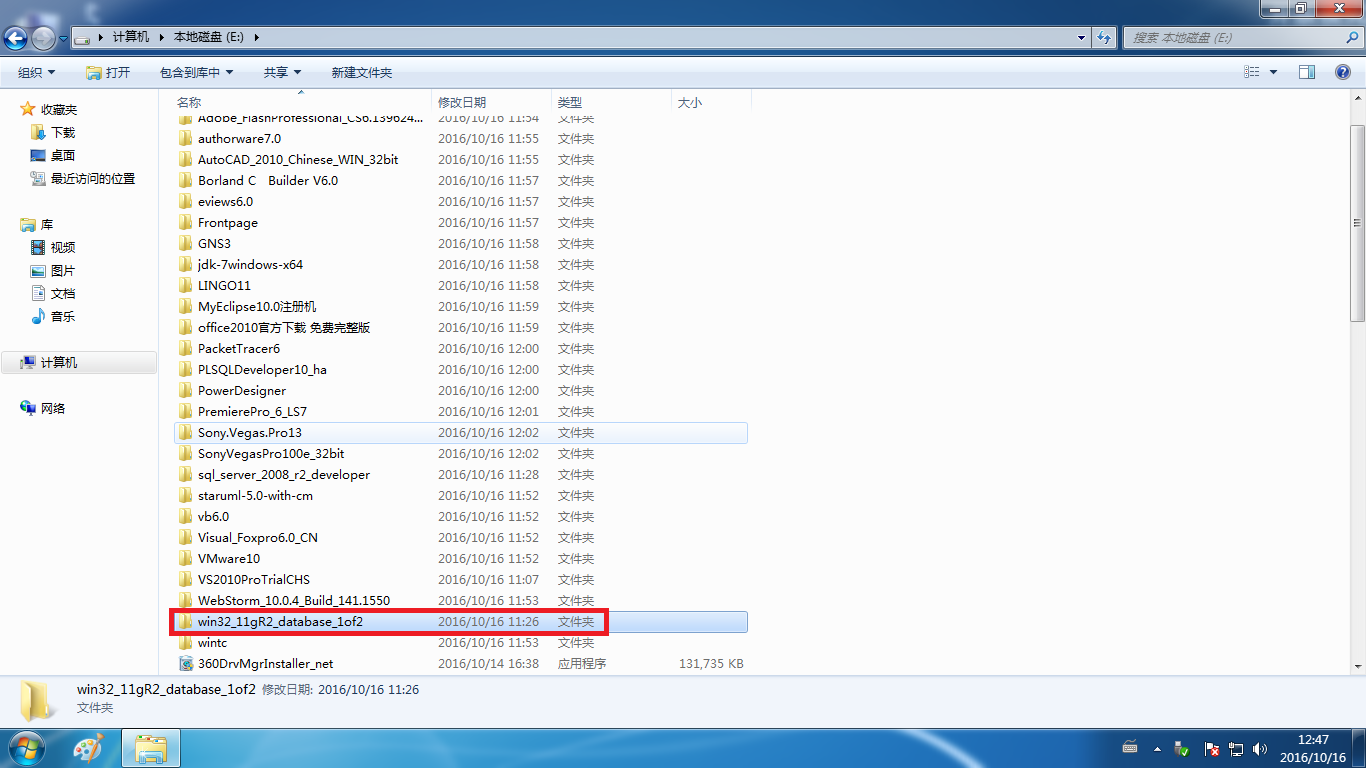 计算机 本地磁盘 (E:)
搜索 本地磁盘 (E:)
组织 打开 包含到库中 共享 新建文件夹
收藏夹
下载
桌面
最近访问的位置
库
视频
图片
文档
音乐
计算机
网络
名称 修改日期 类型 大小
Adobe_FlashProfessional_CS6.139624... 2016/10/16 11:54 文件夹
authorware7.0 2016/10/16 11:55 文件夹
AutoCAD_2010_Chinese_WIN_32bit 2016/10/16 11:55 文件夹
Borland C Builder V6.0 2016/10/16 11:57 文件夹
eviews6.0 2016/10/16 11:57 文件夹
Frontpage 2016/10/16 11:57 文件夹
GNS3 2016/10/16 11:58 文件夹
jdk-7windows-x64 2016/10/16 11:58 文件夹
LINGO11 2016/10/16 11:58 文件夹
MyEclipse10.0注册机 2016/10/16 11:59 文件夹
office2010官方下载 免费完整版 2016/10/16 11:59 文件夹
PacketTracer6 2016/10/16 12:00 文件夹
PLSQLDeveloper10_ha 2016/10/16 12:00 文件夹
PowerDesigner 2016/10/16 12:00 文件夹
PremierePro_6_LS7 2016/10/16 12:01 文件夹
Sony.Vegas.Pro13 2016/10/16 12:02 文件夹
SonyVegasPro100e_32bit 2016/10/16 12:02 文件夹
sql_server_2008_r2_developer 2016/10/16 11:28 文件夹
staruml-5.0-with-cm 2016/10/16 11:52 文件夹
vb6.0 2016/10/16 11:52 文件夹
Visual_Foxpro6.0_CN 2016/10/16 11:52 文件夹
VMware10 2016/10/16 11:52 文件夹
VS2010ProTrialCHS 2016/10/16 11:07 文件夹
WebStorm_10.0.4_Build_141.1550 2016/10/16 11:53 文件夹
win32_11gR2_database_1of2 2016/10/16 11:26 文件夹
wintc 2016/10/16 11:53 文件夹
360DrvMgrInstaller_net 2016/10/14 16:38 应用程序 131,735 KB
win32_11gR2_database_1of2 修改日期: 2016/10/16 11:26
文件夹
12:47
2016/10/16